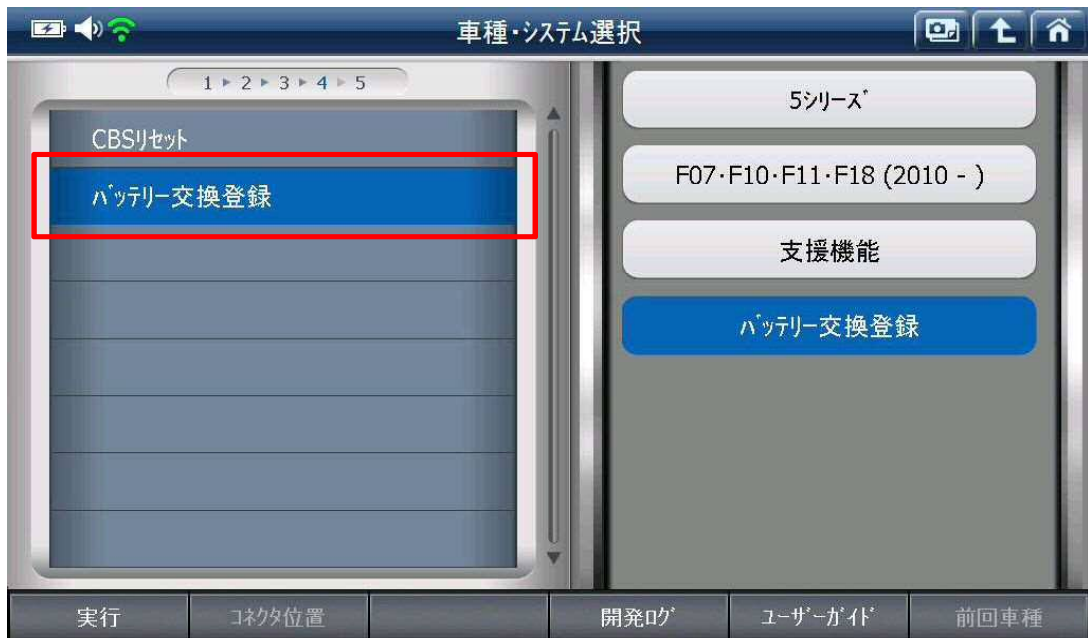 車種・システム選択
1 ▶ 2 ▶ 3 ▶ 4 ▶ 5
CBSリセット
バッテリー交換登録
5シリーズ
F07・F10・F11・F18 (2010 - )
支援機能
バッテリー交換登録
実行
コネクタ位置
開発ログ
ユーザーガイド
前回車種